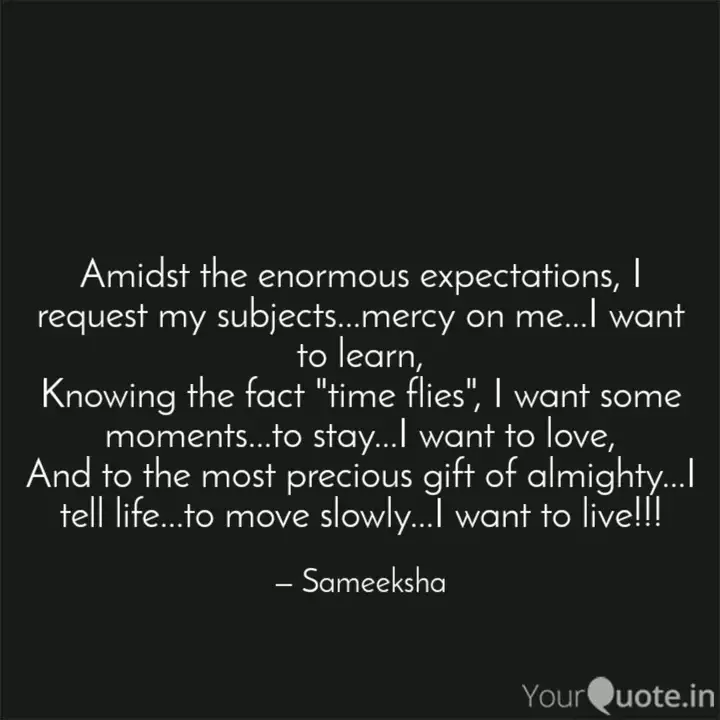 Amidst the enormous expectations, I
request my subjects...mercy on me...I want
to learn,
Knowing the fact "time flies", I want some
moments...to stay...I want to love,
And to the most precious gift of almighty...I
tell life...to move slowly...I want to live!!!
– Sameeksha
YourQuote.in